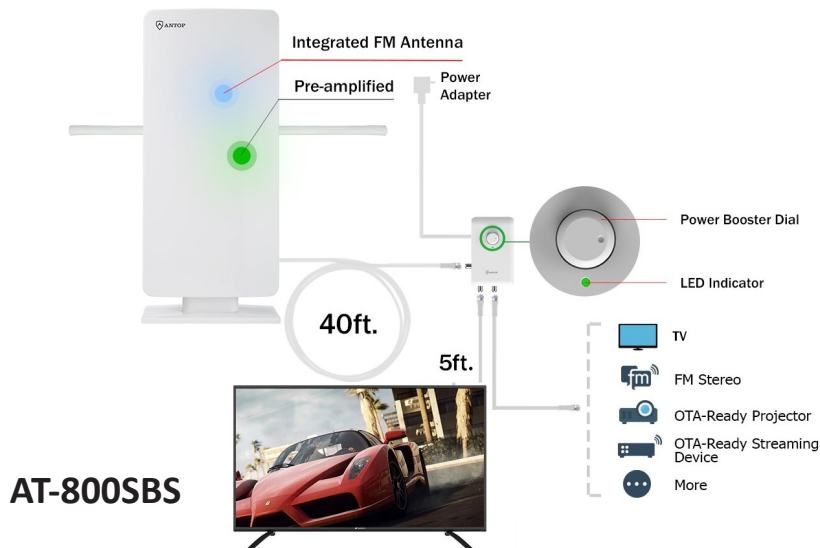 ANTOP
Integrated FM Antenna
Pre-amplified
Power
Adapter
Power Booster Dial
LED Indicator
40ft.
5ft.
TV
fm
FM Stereo
OTA-Ready Projector
OTA-Ready Streaming
Device
More
AT-800SBS